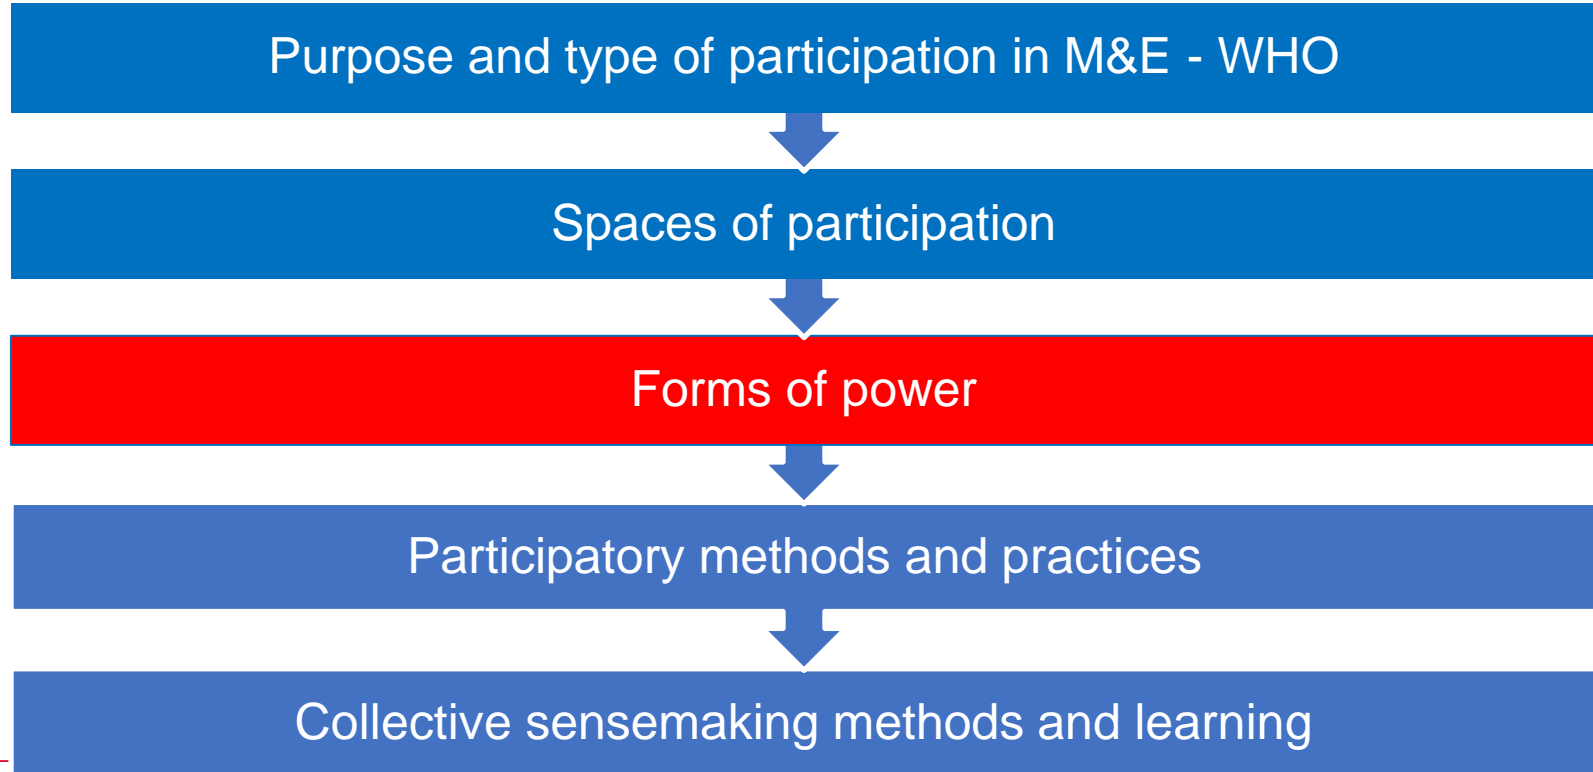 Purpose and type of participation in M&E - WHO
Spaces of participation
Forms of power
Participatory methods and practices
Collective sensemaking methods and learning